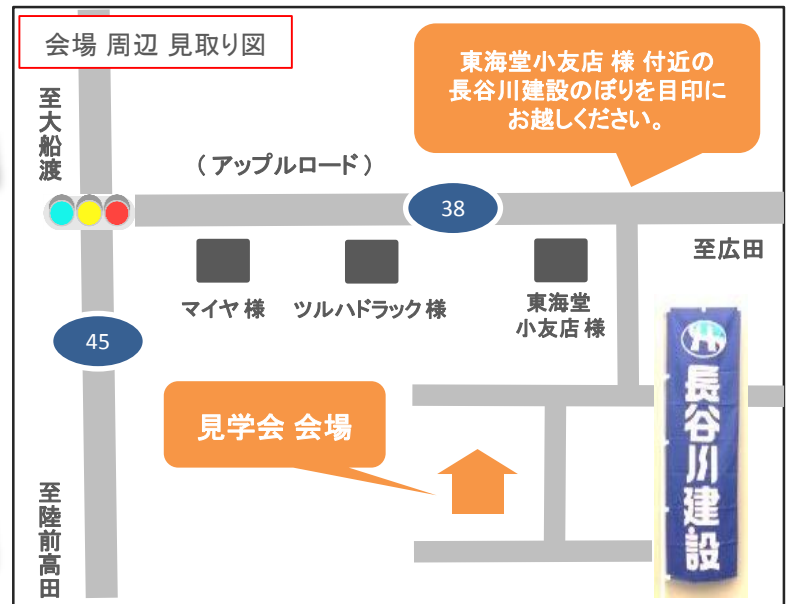 会場 周辺 見取り図
東海堂小友店 様 付近の
長谷川建設のぼりを目印に
お越しください。
至大船渡
（ アップルロード ）
38
至広田
マイヤ 様
ツルハドラック 様
東海堂
小友店 様
45
見学会 会場
長谷川建設
至陸前高田